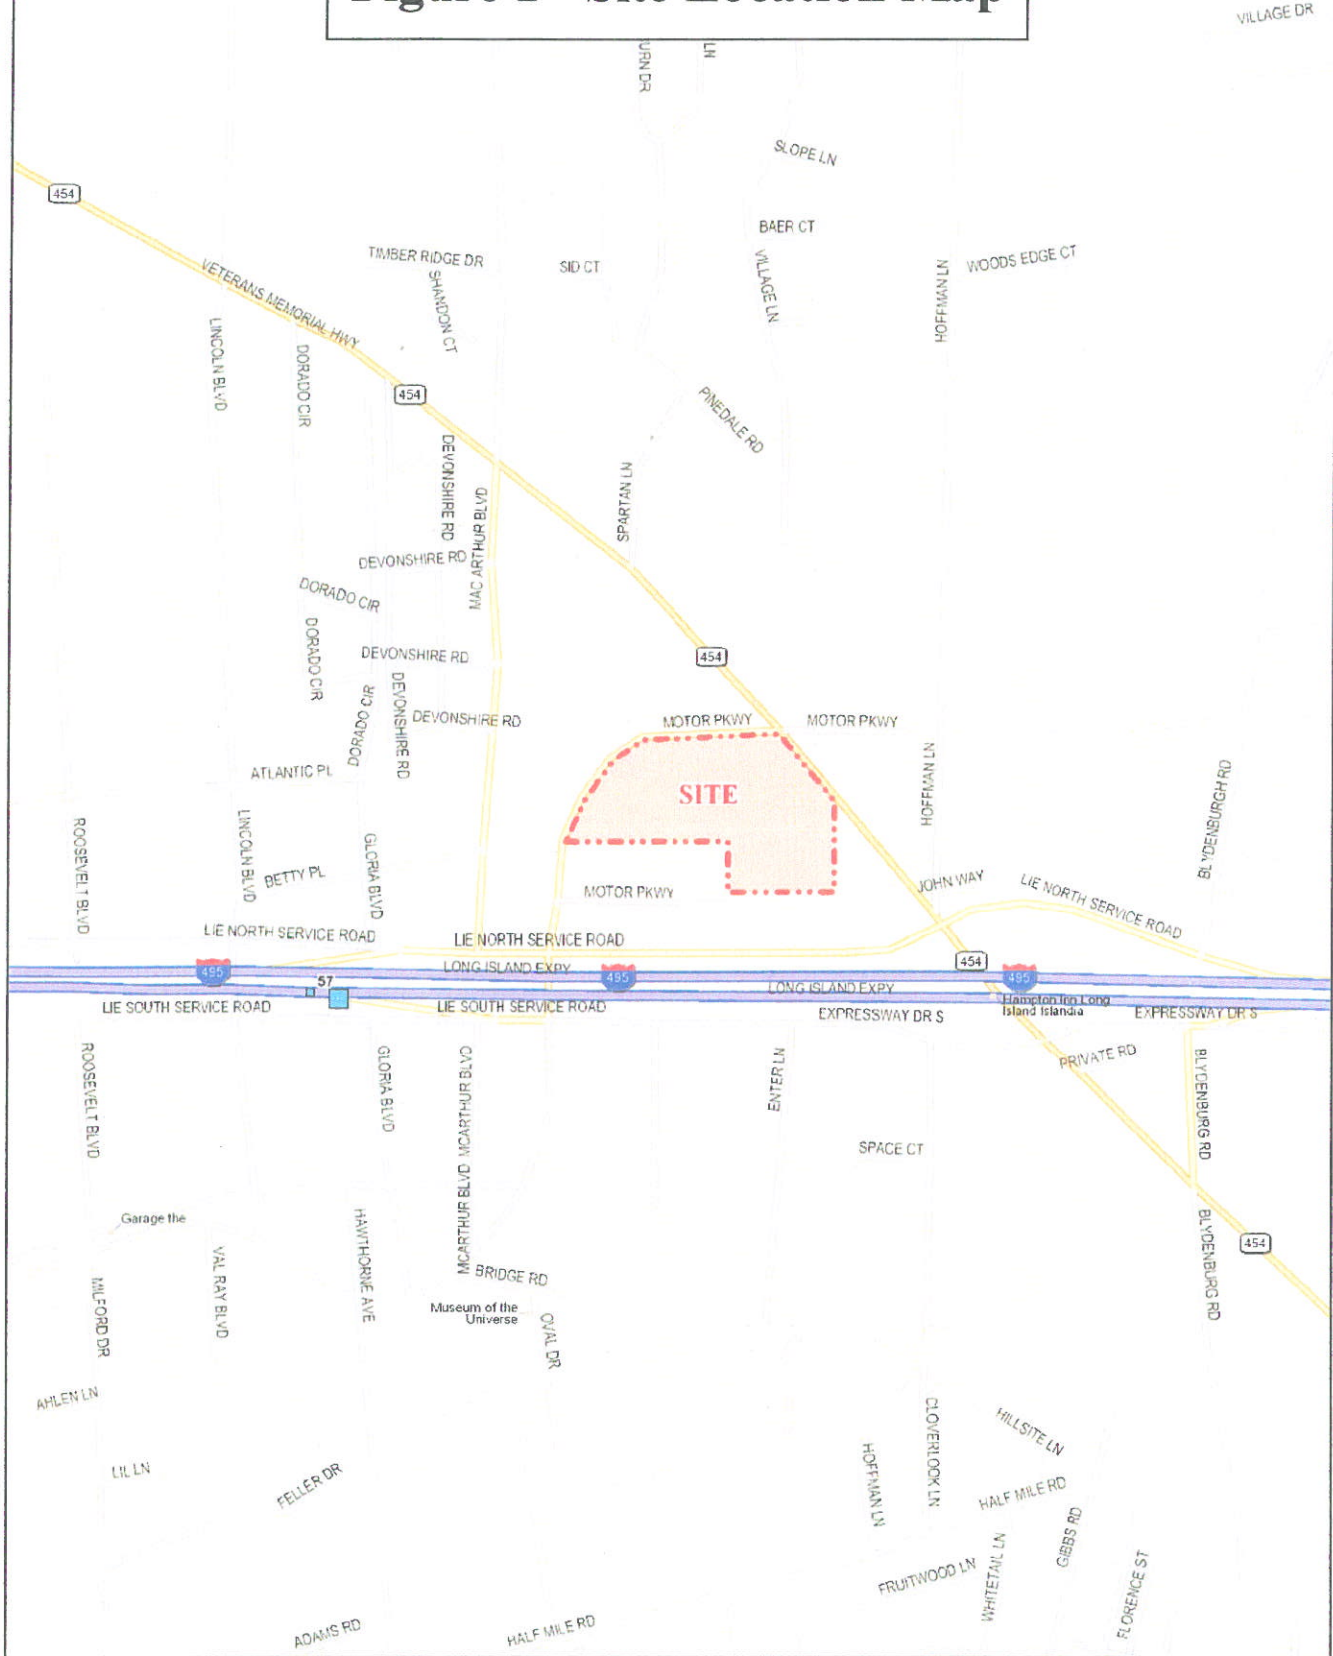 Figure 1 - Site Location Map
VILLAGE DR
URN DR
LN
SLOPE LN
454
BAER CT
TIMBER RIDGE DR
SID CT
WOODS EDGE CT
VETERANS MEMORIAL HWY
SHANDON CT
VILLAGE LN
HOFFMAN LN
LINCOLN BLVD
DORADO CIR
454
PINEDALE RD
DEVONSHIRE RD
MAC ARTHUR BLVD
SPARTAN LN
DEVONSHIRE RD
DORADO CIR
DORADO CIR
DEVONSHIRE RD
454
DORADO CIR
DEVONSHIRE RD
DEVONSHIRE RD
MOTOR PKWY
MOTOR PKWY
ATLANTIC PL
SITE
HOFFMAN LN
BLYDENBURGH RD
ROOSEVELT BLVD
LINCOLN BLVD
BETTY PL
GLORIA BLVD
MOTOR PKWY
JOHN WAY
LIE NORTH SERVICE ROAD
LIE NORTH SERVICE ROAD
LIE NORTH SERVICE ROAD
454
495
LONG ISLAND EXPY
495
495
57
LONG ISLAND EXPY
Hampton Inn Long
Island Islandia
LIE SOUTH SERVICE ROAD
LIE SOUTH SERVICE ROAD
EXPRESSWAY DR S
EXPRESSWAY DR S
ROOSEVELT BLVD
GLORIA BLVD
MCARTHUR BLVD
ENTER LN
PRIVATE RD
BLYDENBURG RD
SPACE CT
MCARTHUR BLVD
Garage the
HAWTHORNE AVE
BLYDENBURG RD
454
VAL RAY BLVD
MILFORD DR
BRIDGE RD
Museum of the
Universe
OVAL DR
AHLEN LN
CLOVERLOOK LN
HILLSITE LN
LIL LN
FELLER DR
HOFFMAN LN
HALF MILE RD
GIBBS RD
FRUITWOOD LN
WHITETAIL LN
FLORENCE ST
ADAMS RD
HALF MILE RD